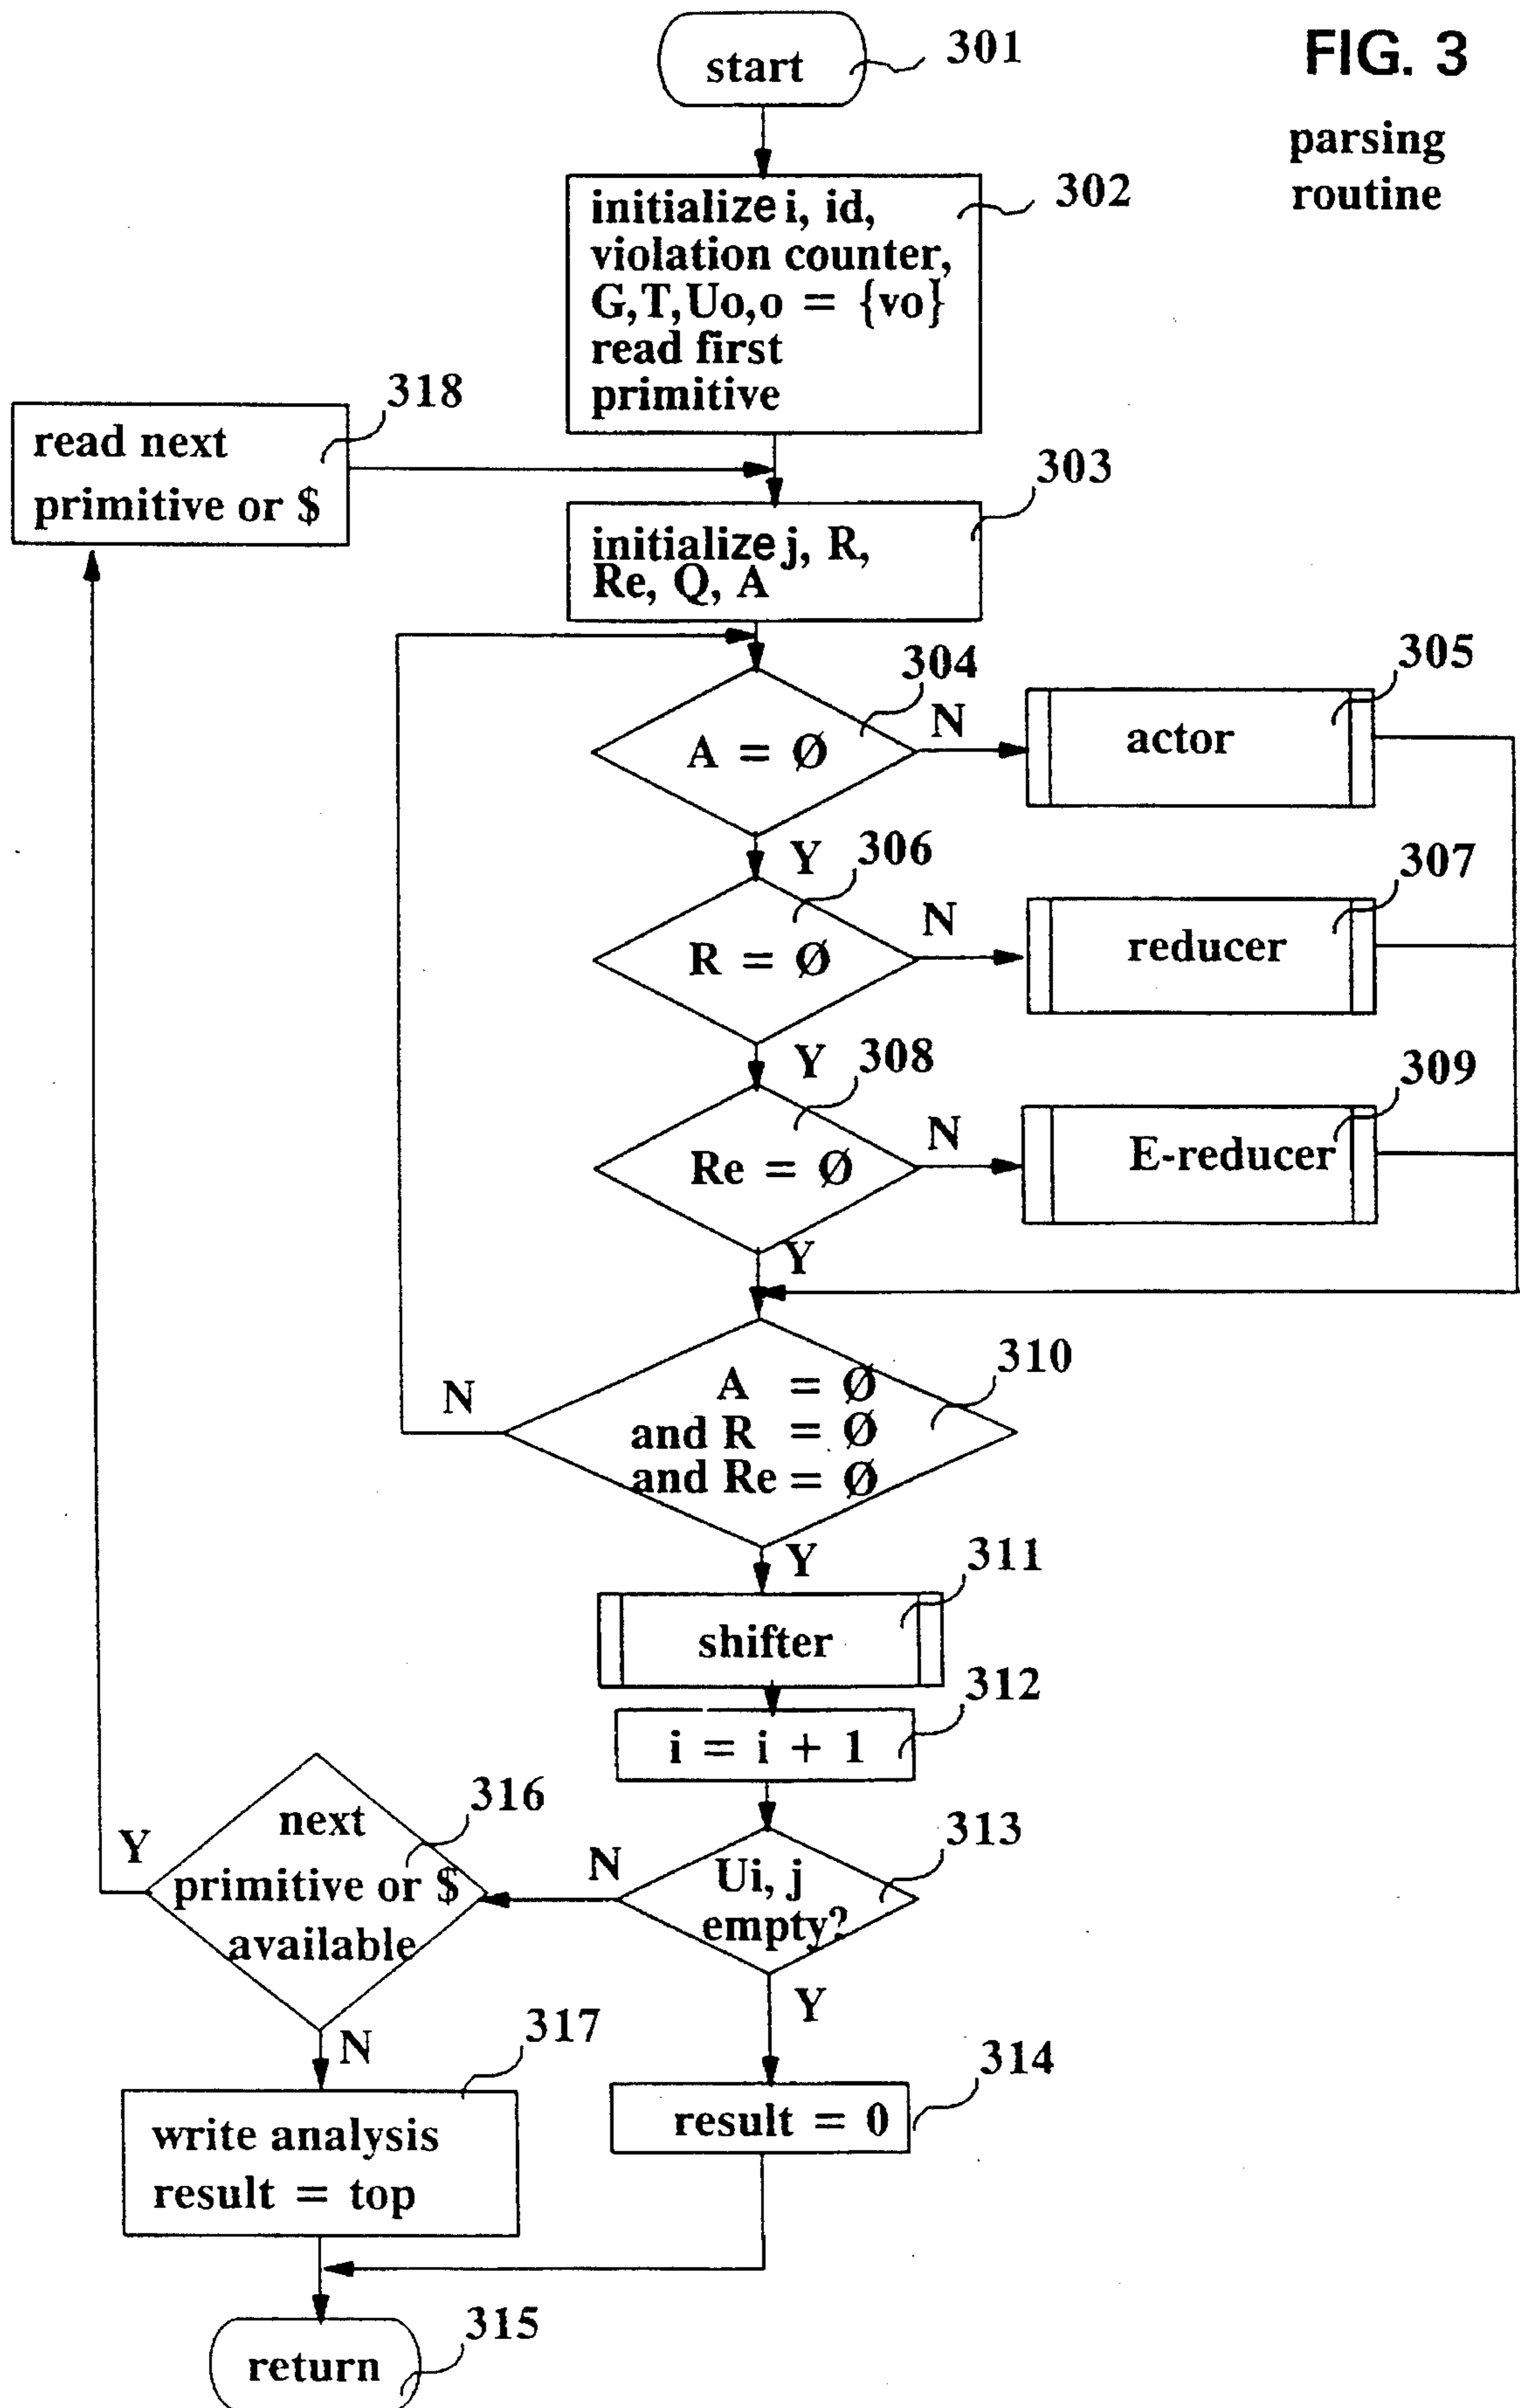 FIG. 3
parsing
routine
start
301
initialize i, id,
violation counter,
G,T,Uo,o = {vo}
read first
primitive
302
read next
primitive or $
318
initialize j, R,
Re, Q, A
303
A = Ø
304
N
actor
305
Y
R = Ø
306
N
reducer
307
Y
Re = Ø
308
N
E-reducer
309
Y
A = Ø
and R = Ø
and Re = Ø
310
N
Y
shifter
311
i = i + 1
312
Ui, j
empty?
313
N
next
primitive or $
available
316
Y
N
Y
write analysis
result = top
317
result = 0
314
return
315